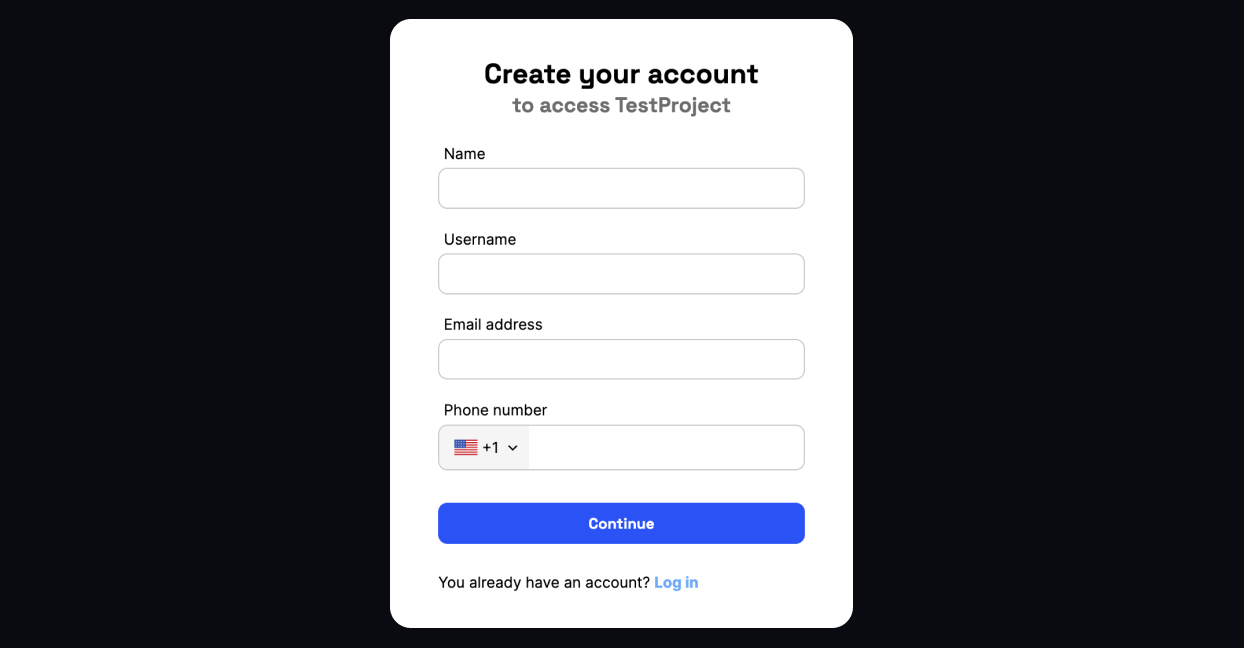 Create your account
to access TestProject
Name
Username
Email address
Phone number
+1
Continue
You already have an account? Log in